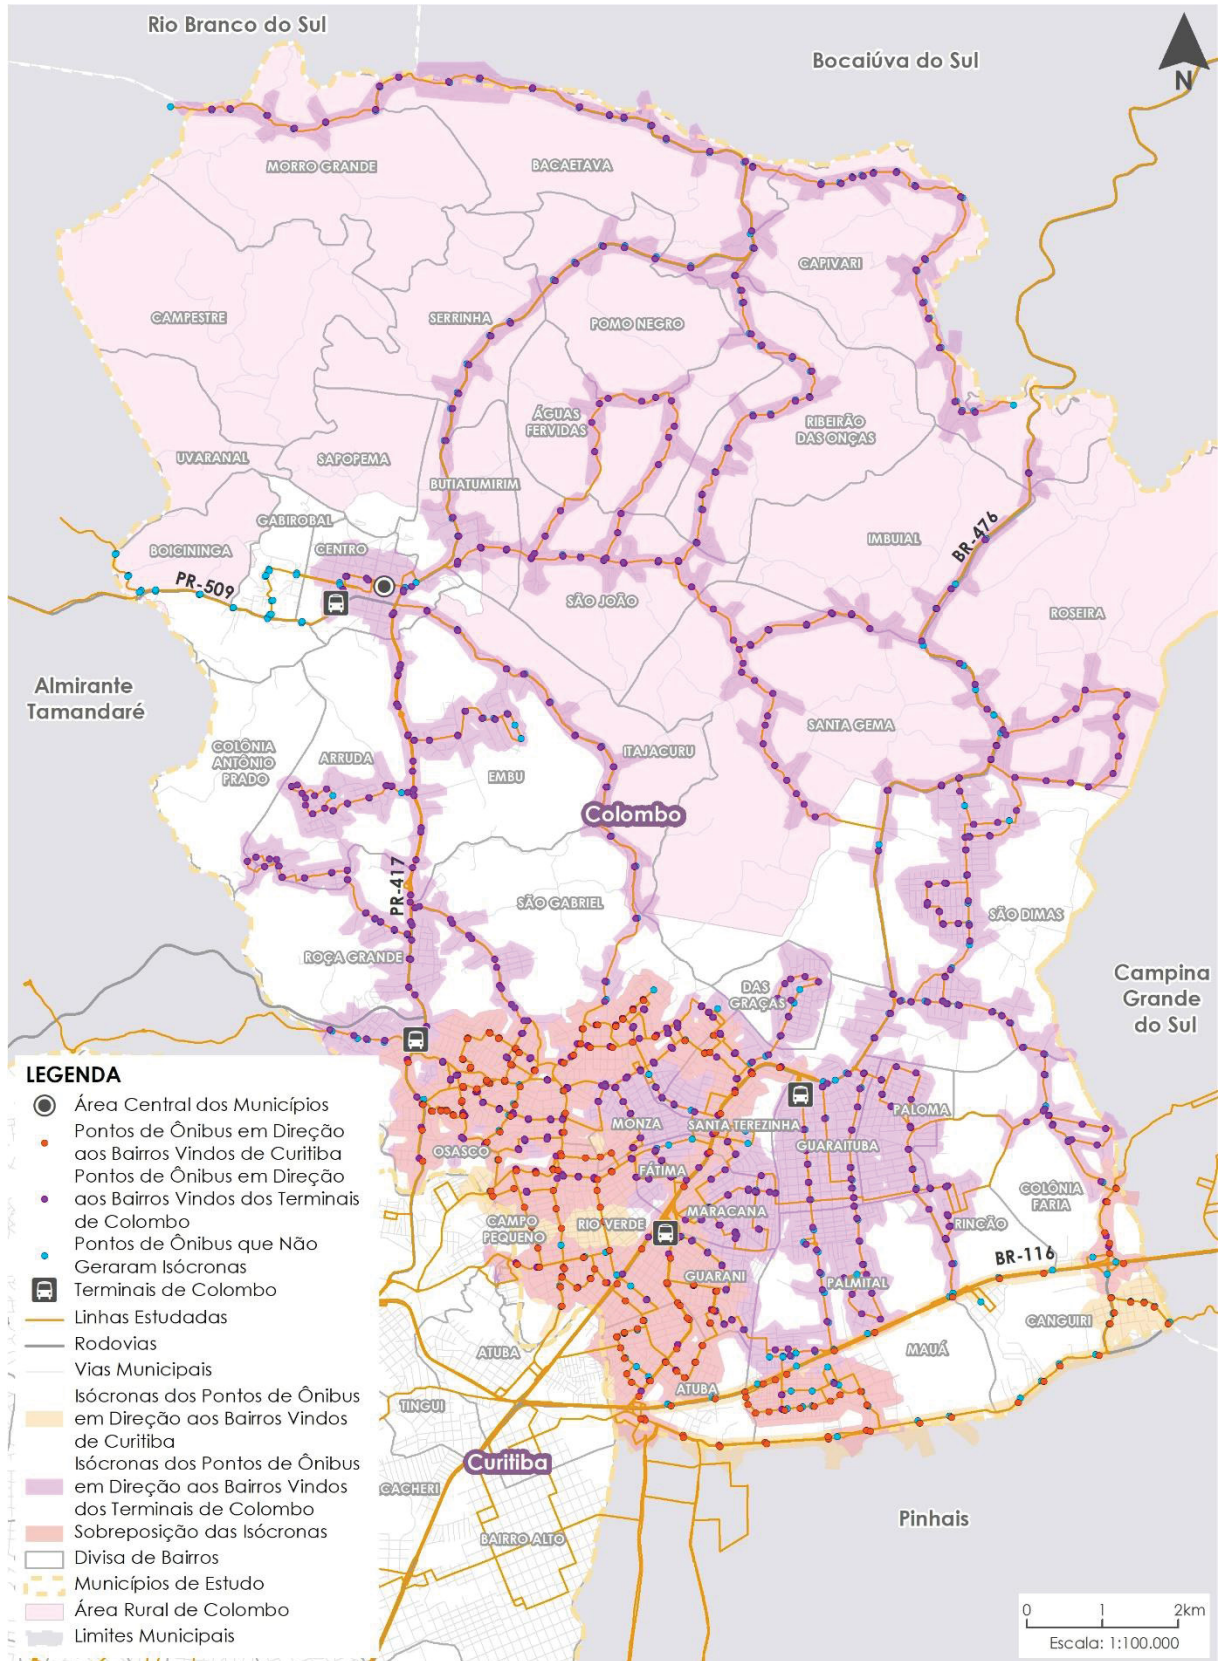 Rio Branco do Sul
Bocaiúva do Sul
N
MORRO GRANDE
BACAETAVA
CAPIVARI
CAMPESTRE
SERRINHA
POMO NEGRO
ÁGUAS
FERVIDAS
RIBEIRÃO
DAS ONÇAS
UVARANAL
SAPOPEMA
BUTIATUMIRIM
GABIROBAL
BOICININGA
CENTRO
IMBUIAL
BR-476
PR-509
SÃO JOÃO
ROSEIRA
Almirante
Tamandaré
COLÔNIA
ANTÔNIO
PRADO
ARRUDA
EMBU
ITAJACURU
SANTA GEMA
Colombo
PR-417
SÃO GABRIEL
SÃO DIMAS
ROÇA GRANDE
DAS
GRAÇAS
Campina
Grande
do Sul
MONZA
SANTA TEREZINHA
PALOMA
OSASCO
GUARAITUBA
FÁTIMA
COLÔNIA
FARIA
CAMPO
PEQUENO
RIO VERDE
MARACANA
RINCÃO
BR-116
GUARANI
PALMITAL
CANGUIRI
ATUBA
MAUÁ
ATUBA
TINGUI
Curitiba
CACHERI
BAIRRO ALTO
Pinhais
LEGENDA
Área Central dos Municípios
Pontos de Ônibus em Direção
aos Bairros Vindos de Curitiba
Pontos de Ônibus em Direção
aos Bairros Vindos dos Terminais
de Colombo
Pontos de Ônibus que Não
Geraram Isócronas
Terminais de Colombo
Linhas Estudadas
Rodovias
Vias Municipais
Isócronas dos Pontos de Ônibus
em Direção aos Bairros Vindos
de Curitiba
Isócronas dos Pontos de Ônibus
em Direção aos Bairros Vindos
dos Terminais de Colombo
Sobreposição das Isócronas
Divisa de Bairros
Municípios de Estudo
Área Rural de Colombo
Limites Municipais
0 1 2km
Escala: 1:100.000